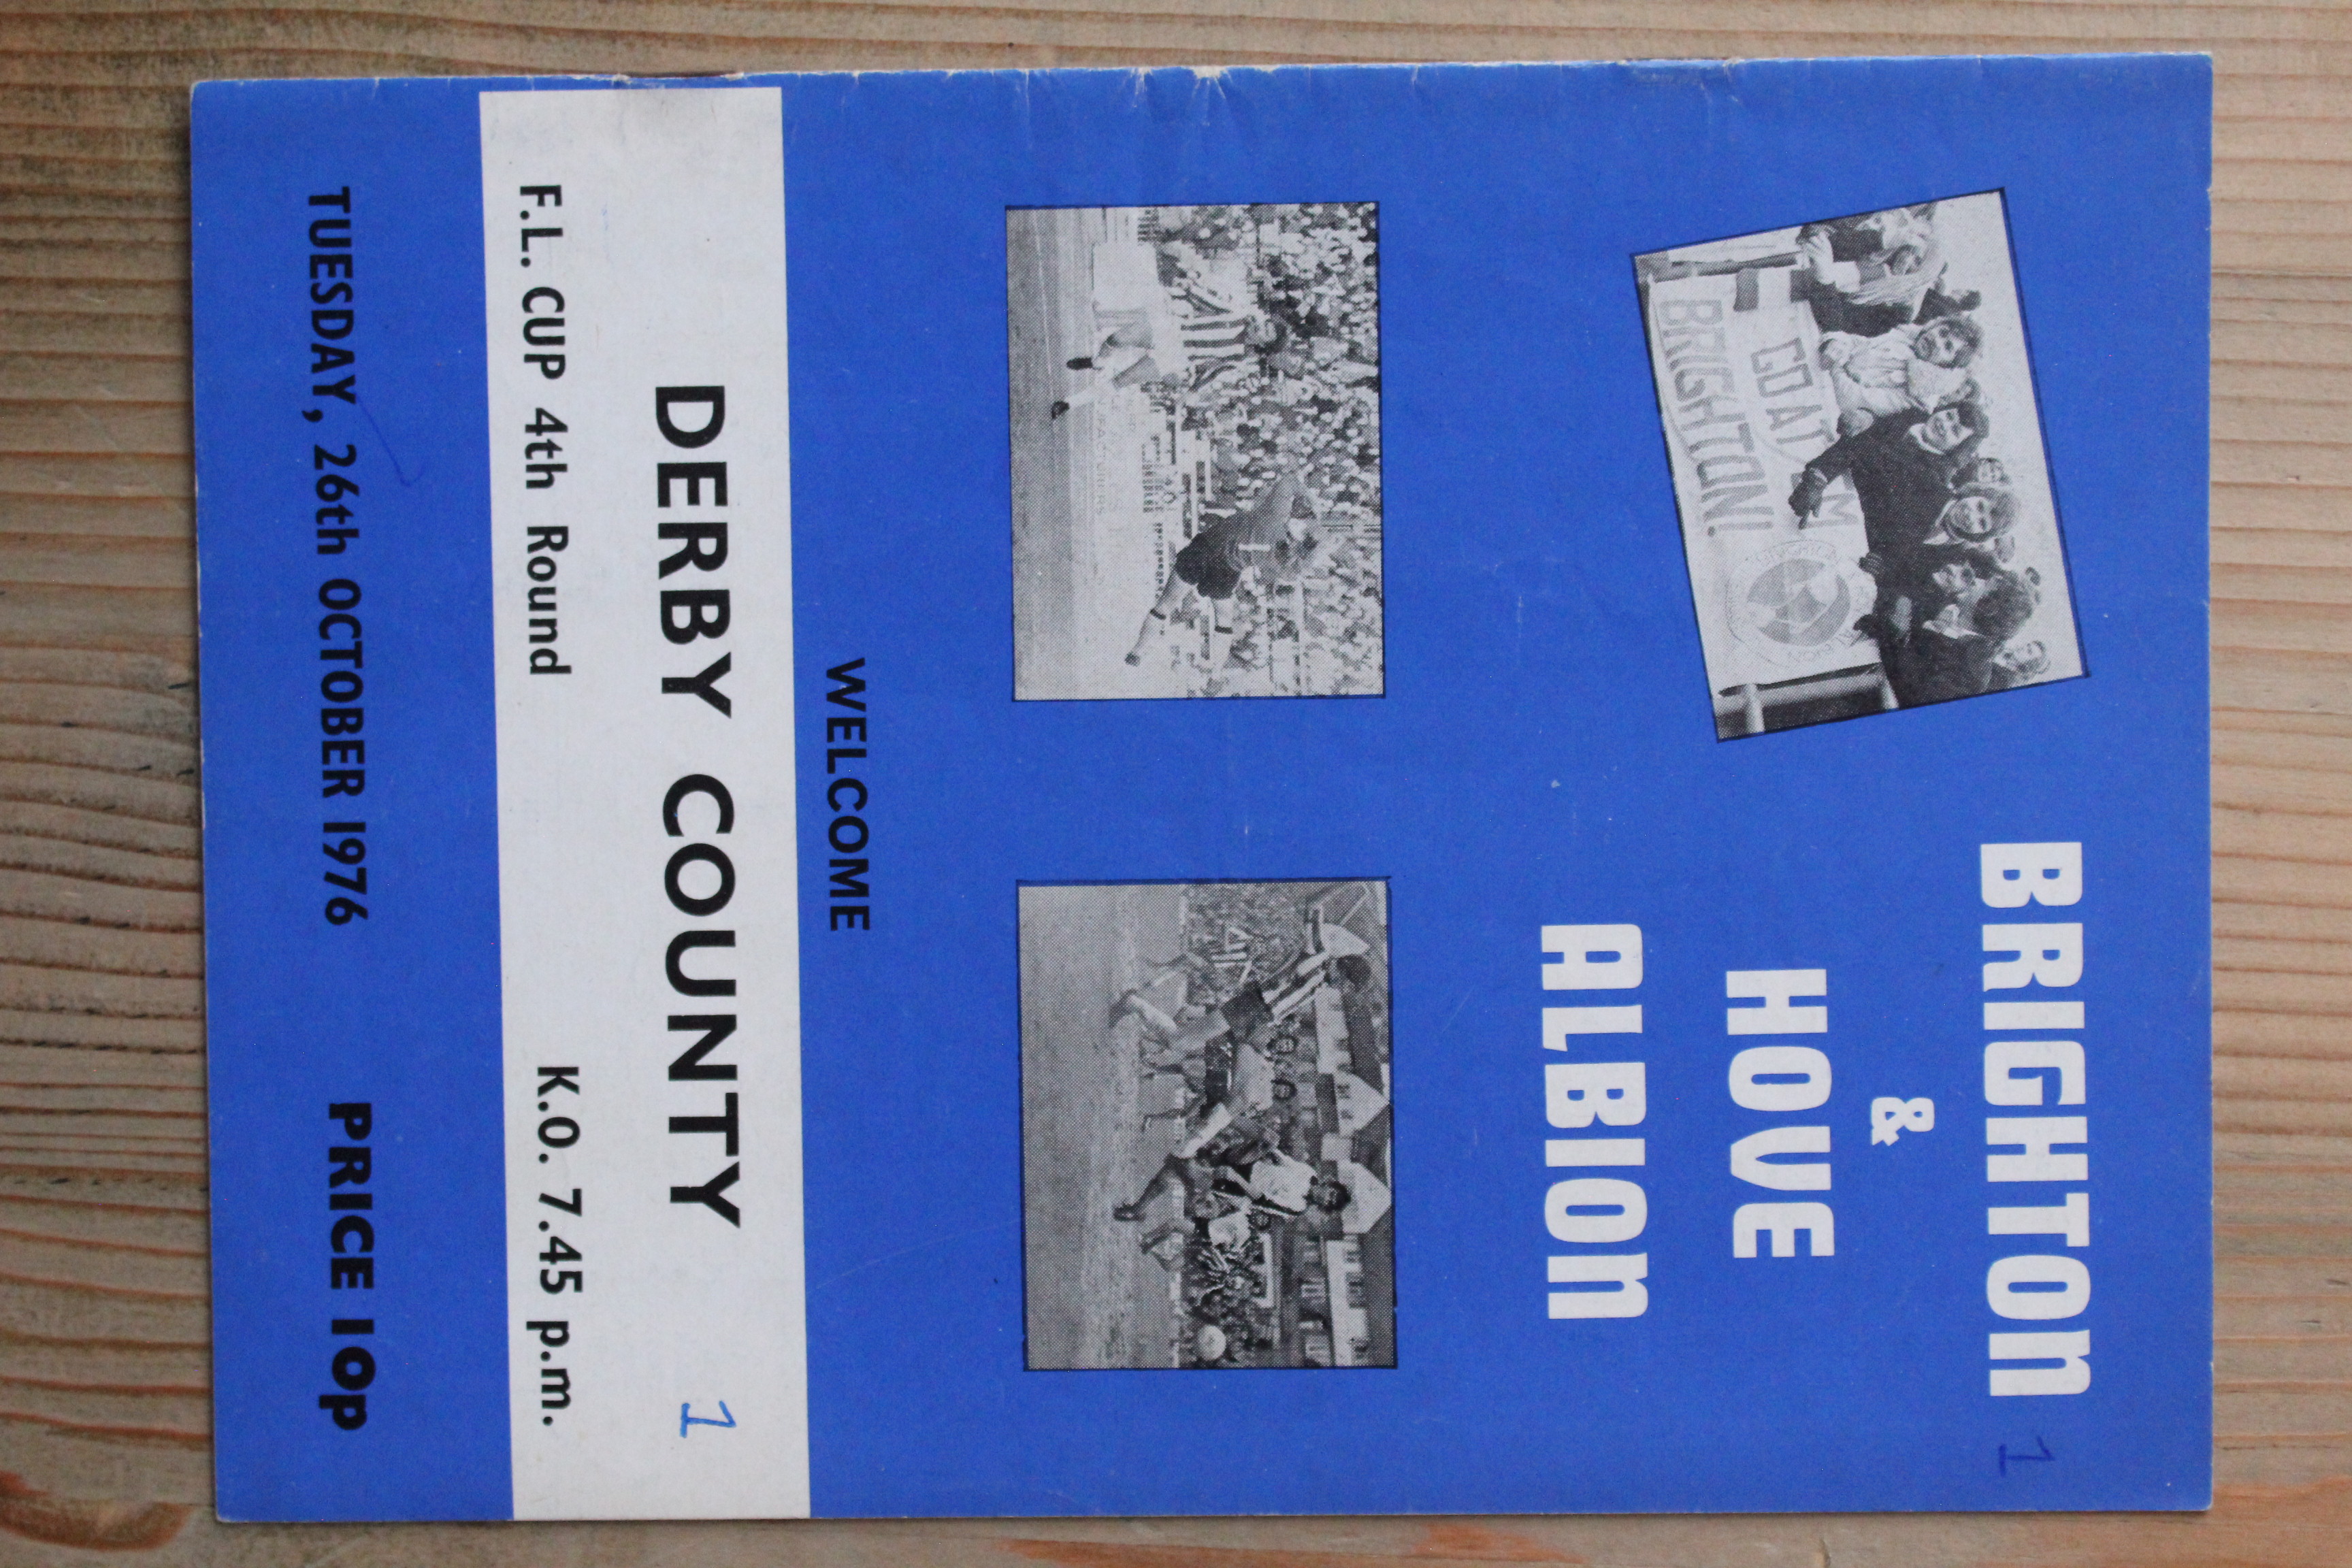 BRIGHTON 1
&
HOVE
ALBION
GOAL'M
BRIGHTON!
WELCOME
DERBY COUNTY 1
F.L. CUP 4th Round K.O. 7.45 p.m.
TUESDAY, 26th OCTOBER 1976 PRICE 10p